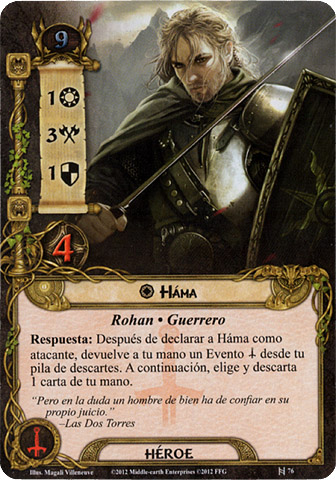 9
1
3
1
4
Háma
Rohan • Guerrero
Respuesta: Después de declarar a Háma como
atacante, devuelve a tu mano un Evento desde tu
pila de descartes. A continuación, elige y descarta
1 carta de tu mano.
“Pero en la duda un hombre de bien ha de confiar en su
propio juicio.”
–Las Dos Torres
HÉROE
Illus. Magali Villeneuve
©2012 Middle-earth Enterprises ©2012 FFG
76